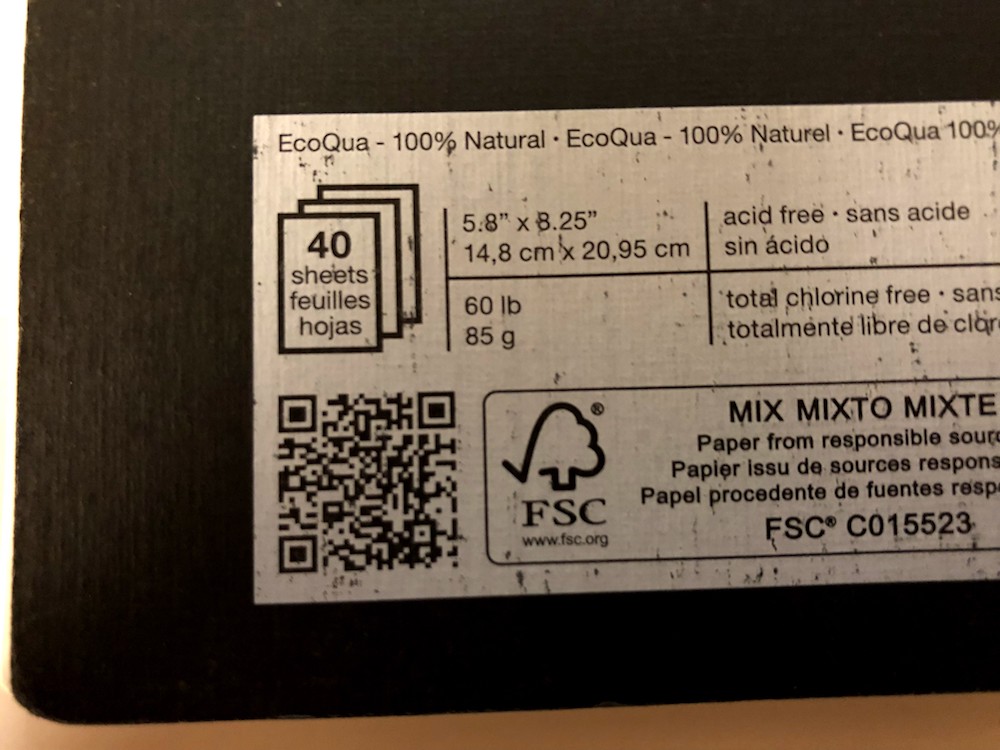 EcoQua - 100% Natural · EcoQua - 100% Naturel · EcoQua 100%
40
sheets
feuilles
hojas
5.8” x 8.25”
14,8 cm x 20,95 cm
60 lb
85 g
acid free · sans acide
sin ácido
total chlorine free · sans
totalmente libre de clor
FSC®
www.fsc.org
MIX MIXTO MIXTE
Paper from responsible sourc
Papier issu de sources respons
Papel procedente de fuentes resp
FSC® C015523